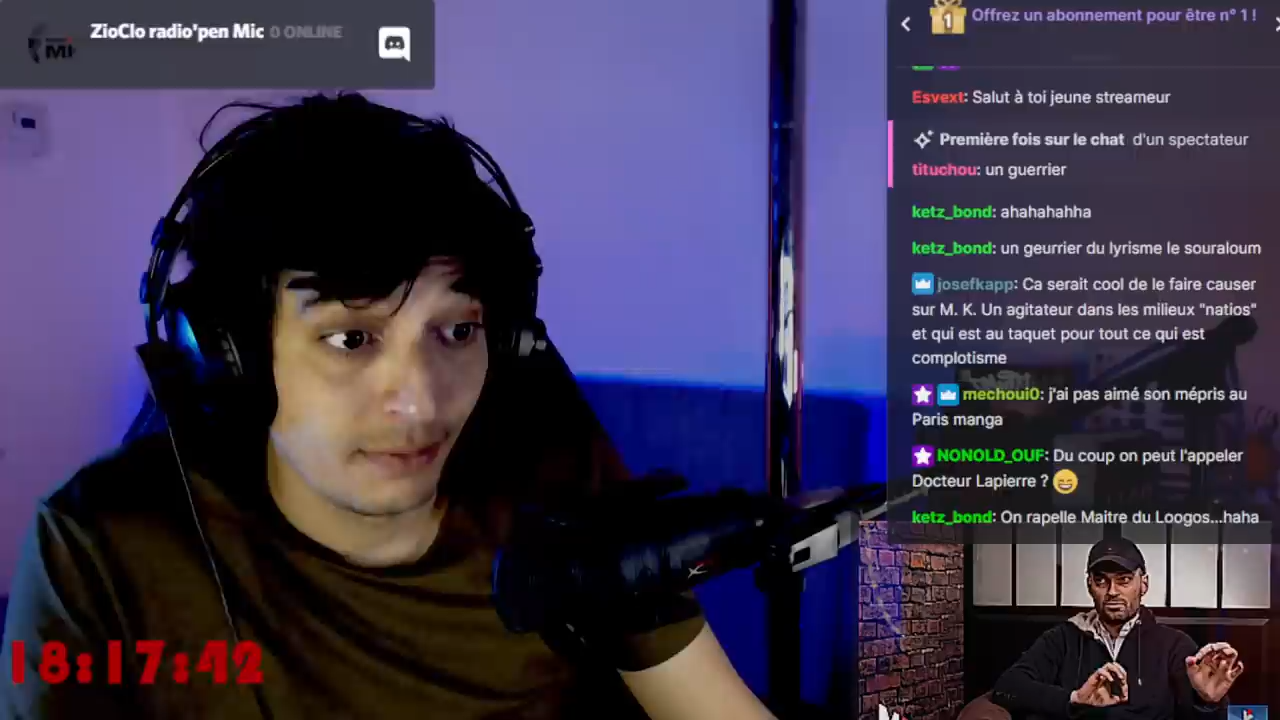 ZioClo radio'pen Mic 0 ONLINE
MI
Offrez un abonnement pour être n° 1 !
1
Esvext: Salut à toi jeune streameur
Première fois sur le chat d'un spectateur
tituchou: un guerrier
ketz_bond: ahahahahha
ketz_bond: un geurrier du lyrisme le souraloum
josefkapp: Ca serait cool de le faire causer
sur M. K. Un agitateur dans les milieux "natios"
et qui est au taquet pour tout ce qui est
complotisme
mechoui0: j'ai pas aimé son mépris au
Paris manga
NONOLD_OUF: Du coup on peut l'appeler
Docteur Lapierre ? 😄
ketz_bond: On rapelle Maitre du Loogos...haha
18:17:42